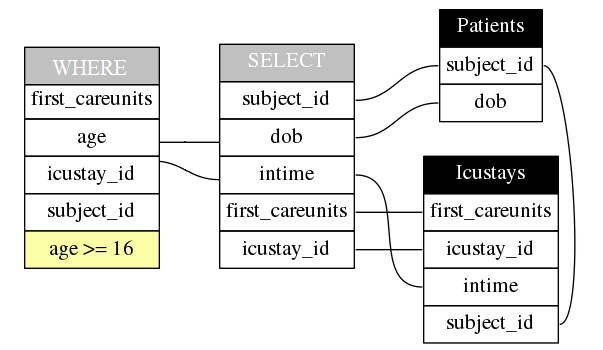 WHERE
first_careunits
age
icustay_id
subject_id
age >= 16
SELECT
subject_id
dob
intime
first_careunits
icustay_id
Patients
subject_id
dob
Icustays
first_careunits
icustay_id
intime
subject_id